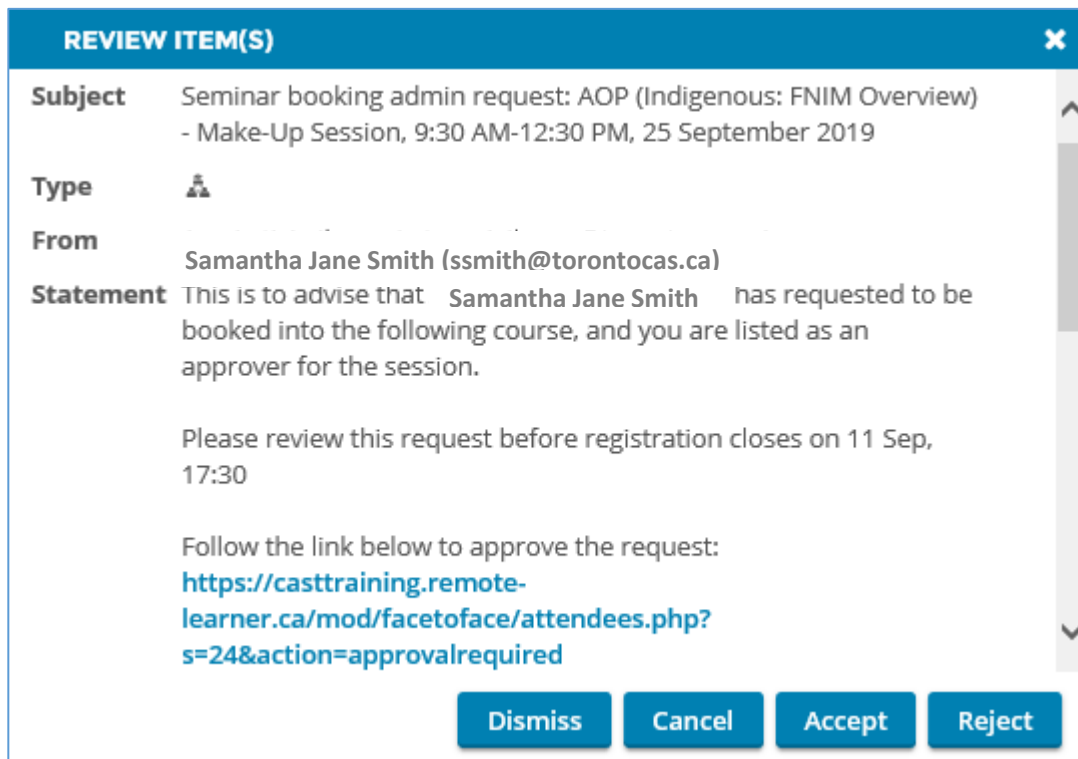 REVIEW ITEM(S)
Subject Seminar booking admin request: AOP (Indigenous: FNIM Overview)
- Make-Up Session, 9:30 AM-12:30 PM, 25 September 2019
Type
From
Samantha Jane Smith (ssmith@torontocas.ca)
Statement This is to advise that Samantha Jane Smith has requested to be
booked into the following course, and you are listed as an
approver for the session.
Please review this request before registration closes on 11 Sep,
17:30
Follow the link below to approve the request:
https://casttraining.remote-
learner.ca/mod/facetoface/attendees.php?
s=24&action=approvalrequired
Dismiss Cancel Accept Reject